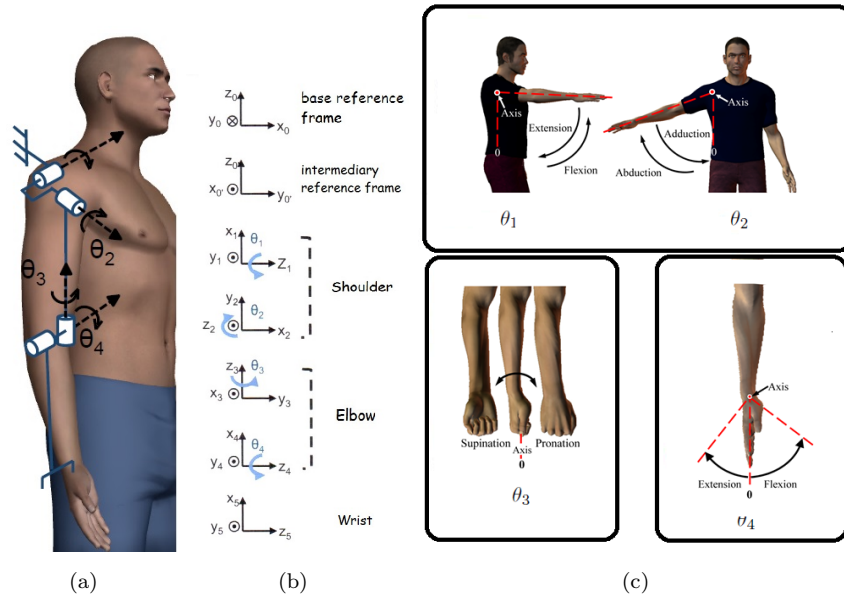 θ1
θ2
θ3
θ4
z0
y0 x0
base reference
frame
z0
x0' y0'
intermediary
reference frame
x1 θ1
y1 z1
y2 θ2
z2 x2
Shoulder
z3 θ3
x3 y3
x4 θ4
y4 z4
Elbow
x5
y5 z5
Wrist
Axis
Extension
Flexion
0
θ1
Axis
Adduction
Abduction
0
θ2
Supination Pronation
Axis
0
θ3
Axis
Extension Flexion
0
θ4
(a) (b) (c)